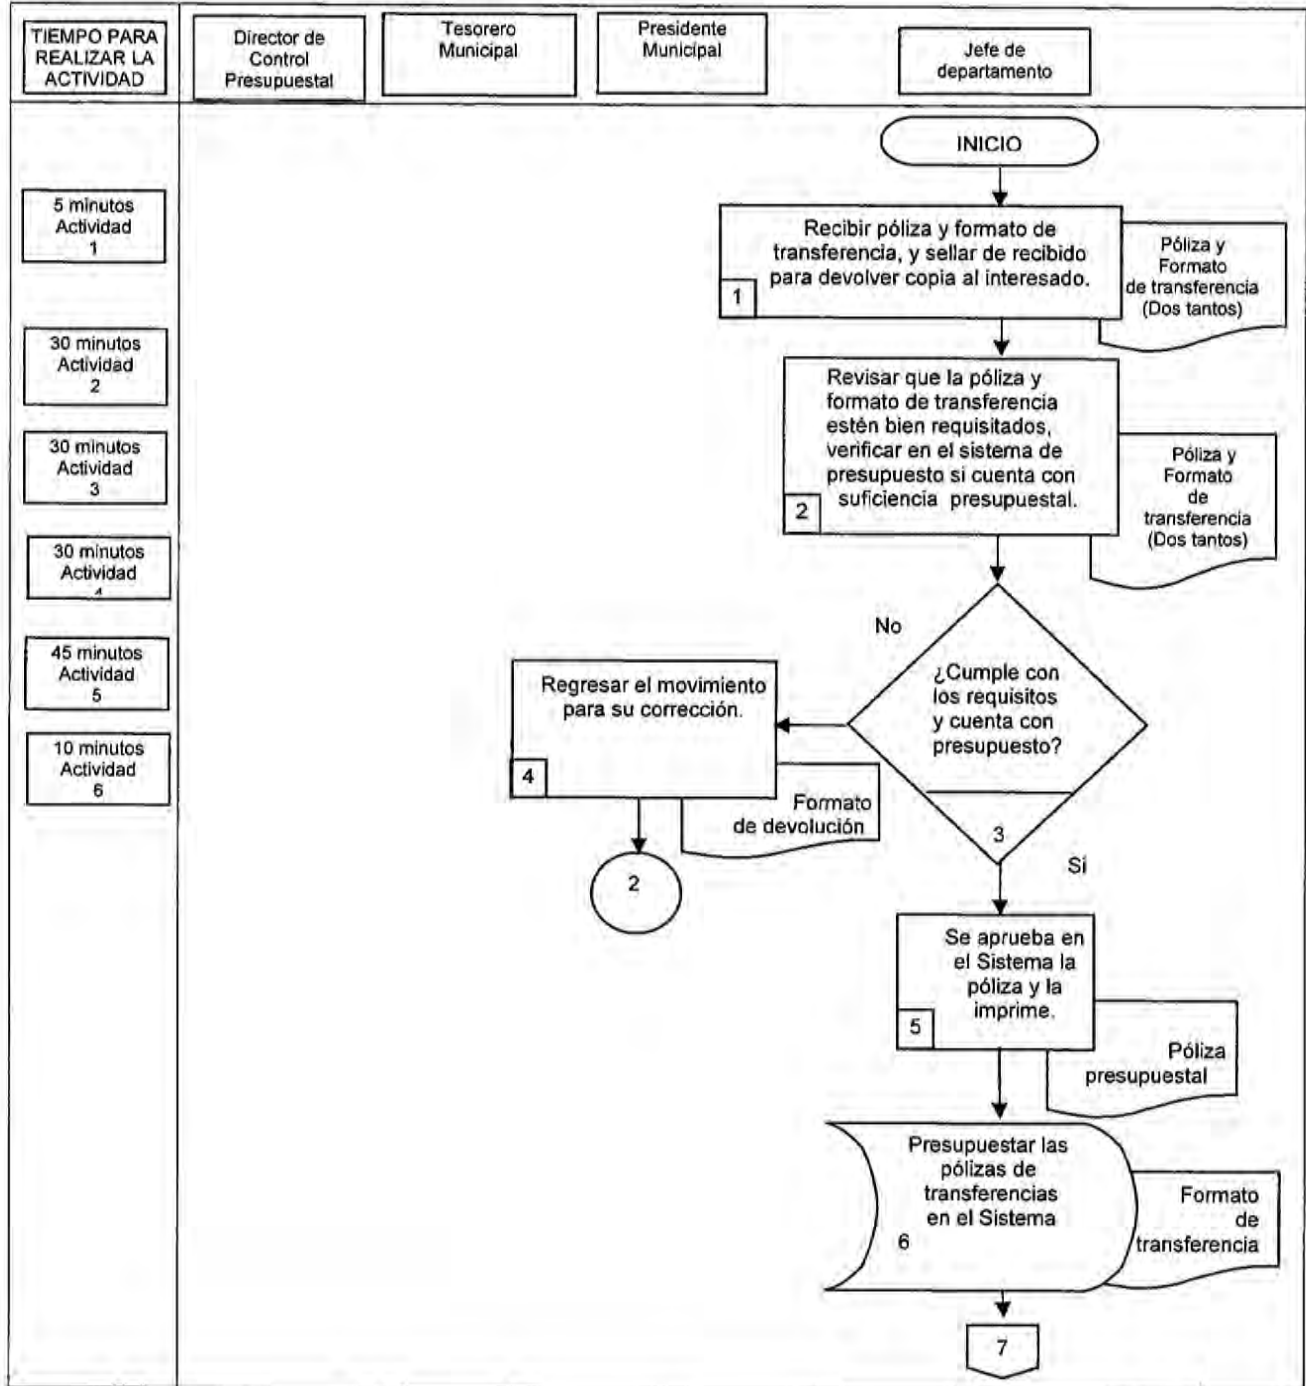 TIEMPO PARA
REALIZAR LA
ACTIVIDAD
Director de
Control
Presupuestal
Tesorero
Municipal
Presidente
Municipal
Jefe de
departamento
INICIO
5 minutos
Actividad
1
Recibir póliza y formato de
transferencia, y sellar de recibido
para devolver copia al interesado.
1
Póliza y
Formato
de transferencia
(Dos tantos)
30 minutos
Actividad
2
Revisar que la póliza y
formato de transferencia
estén bien requisitados,
verificar en el sistema de
presupuesto si cuenta con
suficiencia presupuestal.
2
Póliza y
Formato
de
transferencia
(Dos tantos)
30 minutos
Actividad
3
30 minutos
Actividad
4
45 minutos
Actividad
5
10 minutos
Actividad
6
No
¿Cumple con
los requisitos
y cuenta con
presupuesto?
3
Si
Regresar el movimiento
para su corrección.
4
Formato
de devolución
2
Se aprueba en
el Sistema la
póliza y la
imprime.
5
Póliza
presupuestal
Presupuestar las
pólizas de
transferencias
en el Sistema
6
Formato
de
transferencia
7